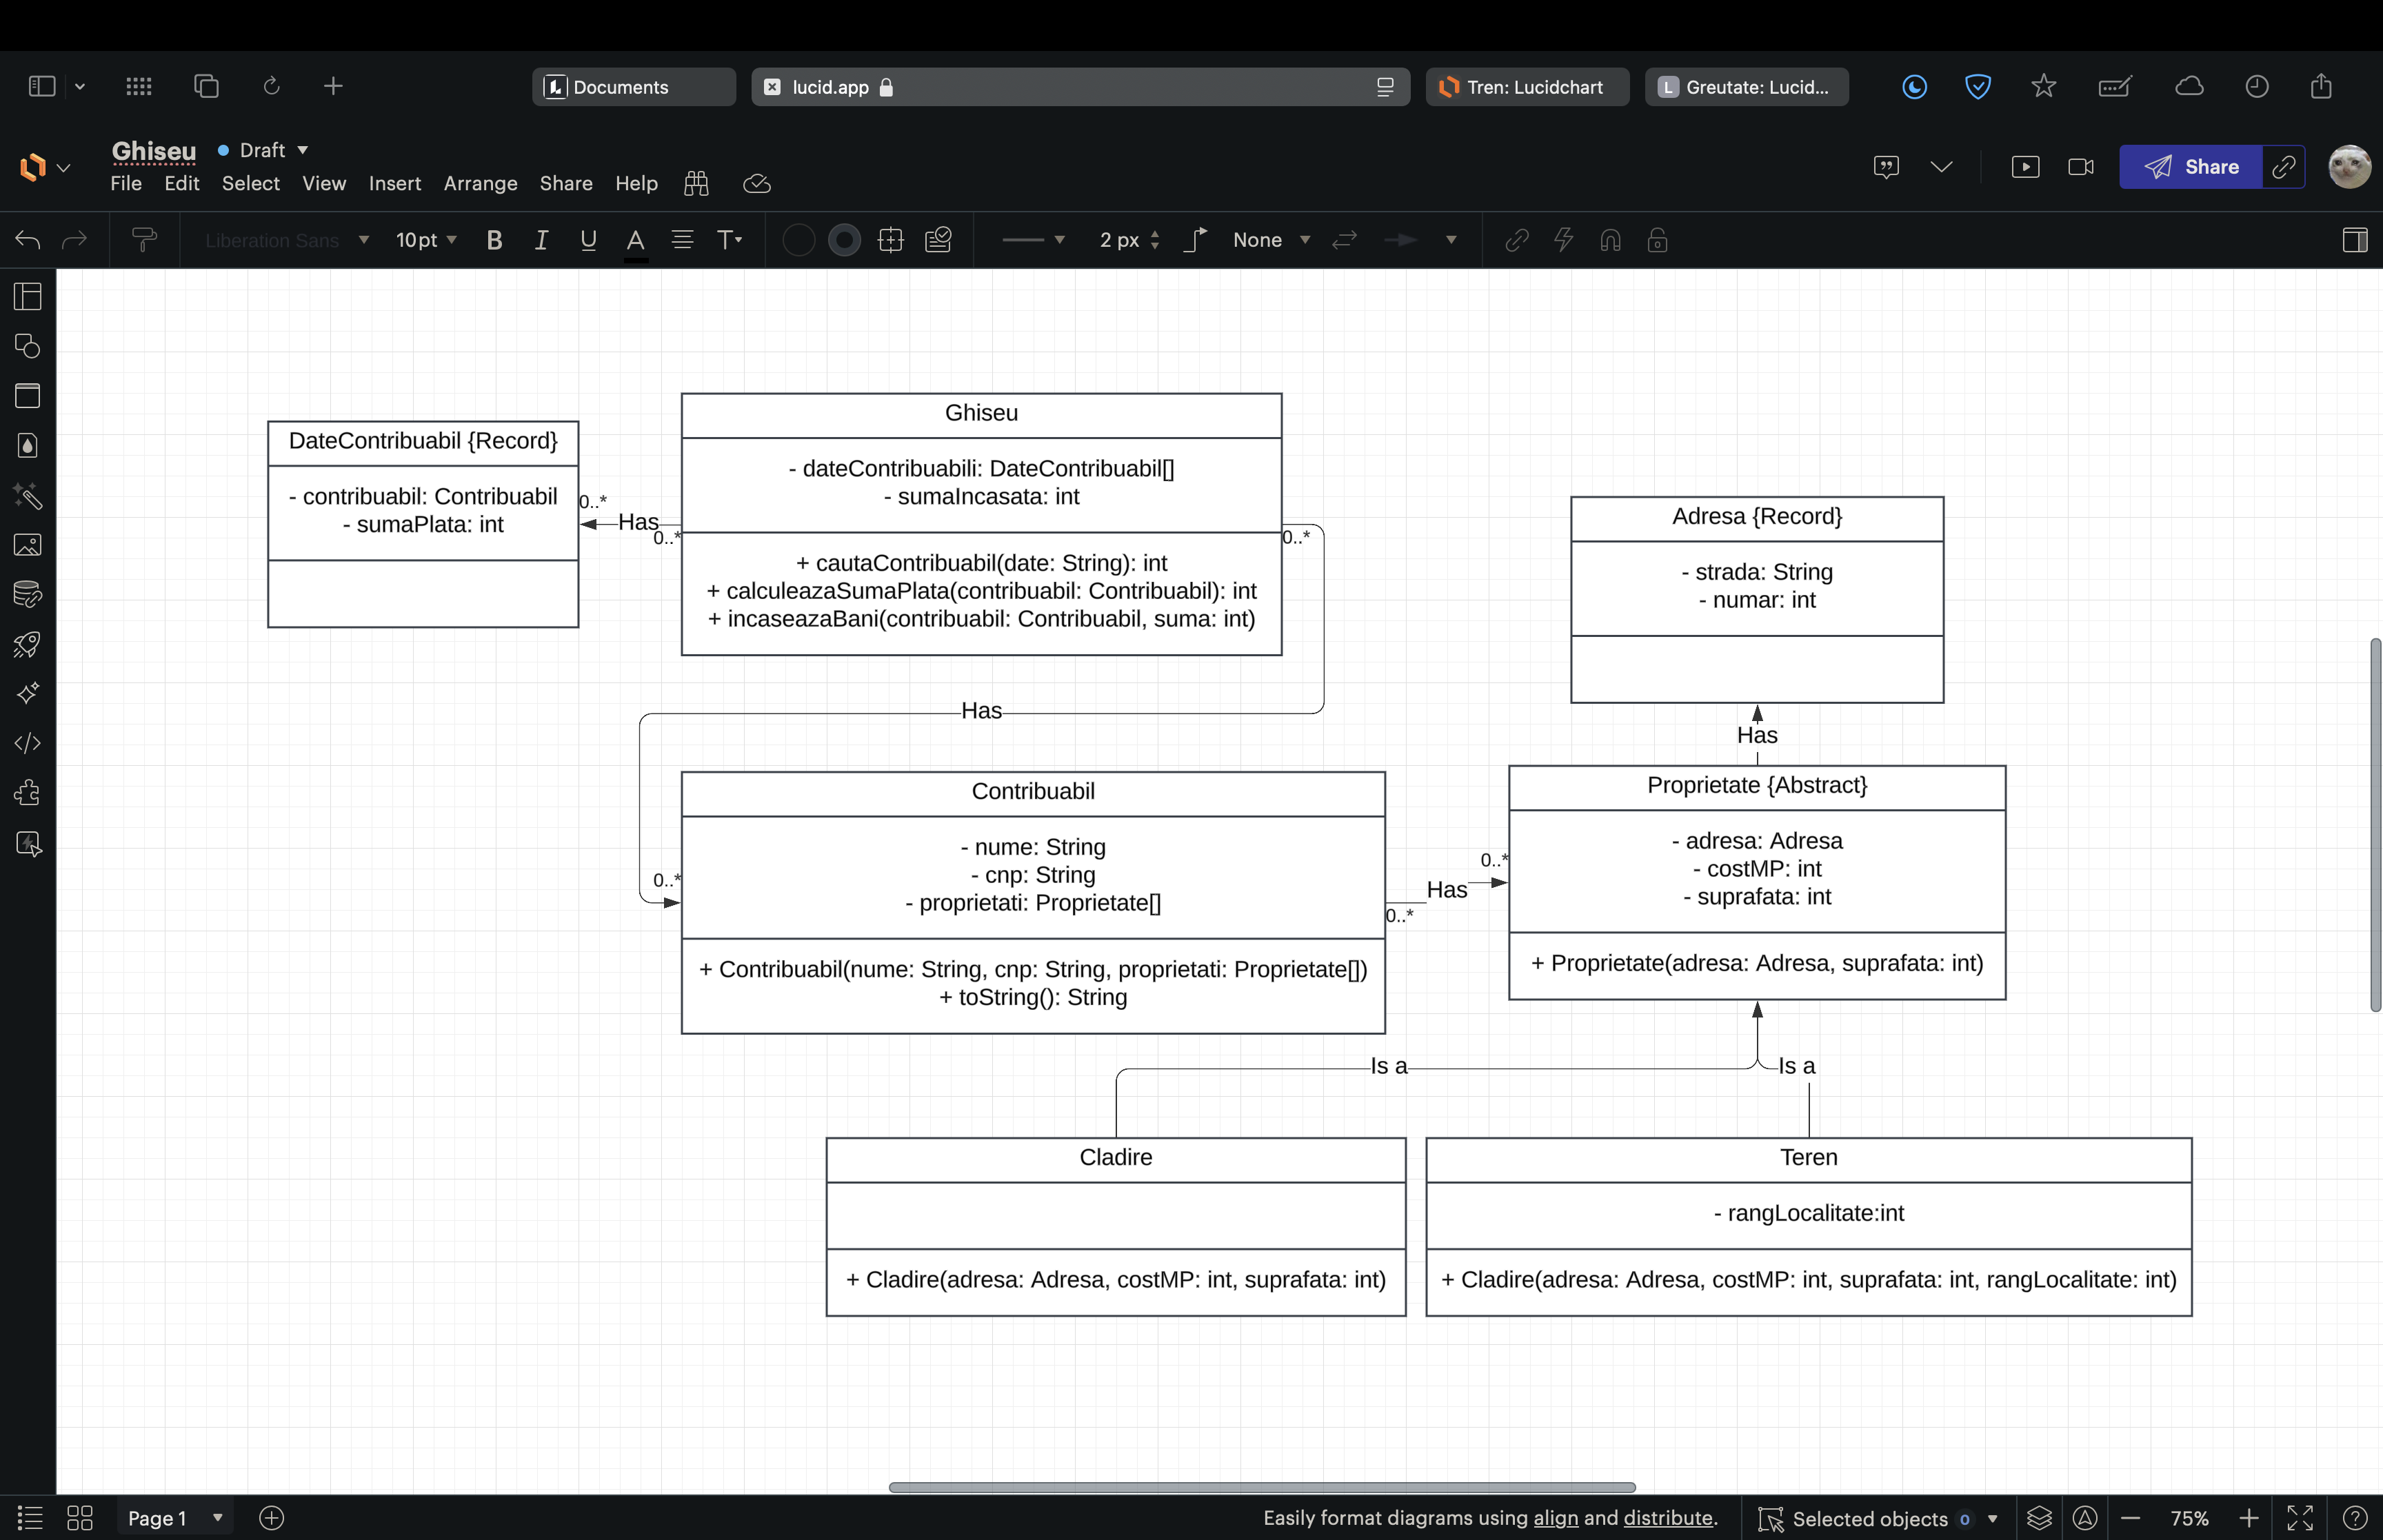 Documents
lucid.app
Tren: Lucidchart
L
Greutate: Lucid...
Ghiseu
Draft
File Edit Select View Insert Arrange Share Help
Share
Liberation Sans
10pt
B I U A T
2 px
None
DateContribuabil {Record}
- contribuabil: Contribuabil
- sumaPlata: int
0..*
Has
0..*
Ghiseu
- dateContribuabili: DateContribuabil[]
- sumaIncasata: int
+ cautaContribuabil(date: String): int
+ calculeazaSumaPlata(contribuabil: Contribuabil): int
+ incaseazaBani(contribuabil: Contribuabil, suma: int)
0..*
Has
0..*
Adresa {Record}
- strada: String
- numar: int
Has
Contribuabil
- nume: String
- cnp: String
- proprietati: Proprietate[]
+ Contribuabil(nume: String, cnp: String, proprietati: Proprietate[])
+ toString(): String
0..*
Has
0..*
Proprietate {Abstract}
- adresa: Adresa
- costMP: int
- suprafata: int
+ Proprietate(adresa: Adresa, suprafata: int)
Is a
Is a
Cladire
+ Cladire(adresa: Adresa, costMP: int, suprafata: int)
Teren
- rangLocalitate:int
+ Cladire(adresa: Adresa, costMP: int, suprafata: int, rangLocalitate: int)
Page 1
Easily format diagrams using align and distribute.
Selected objects 0
75%